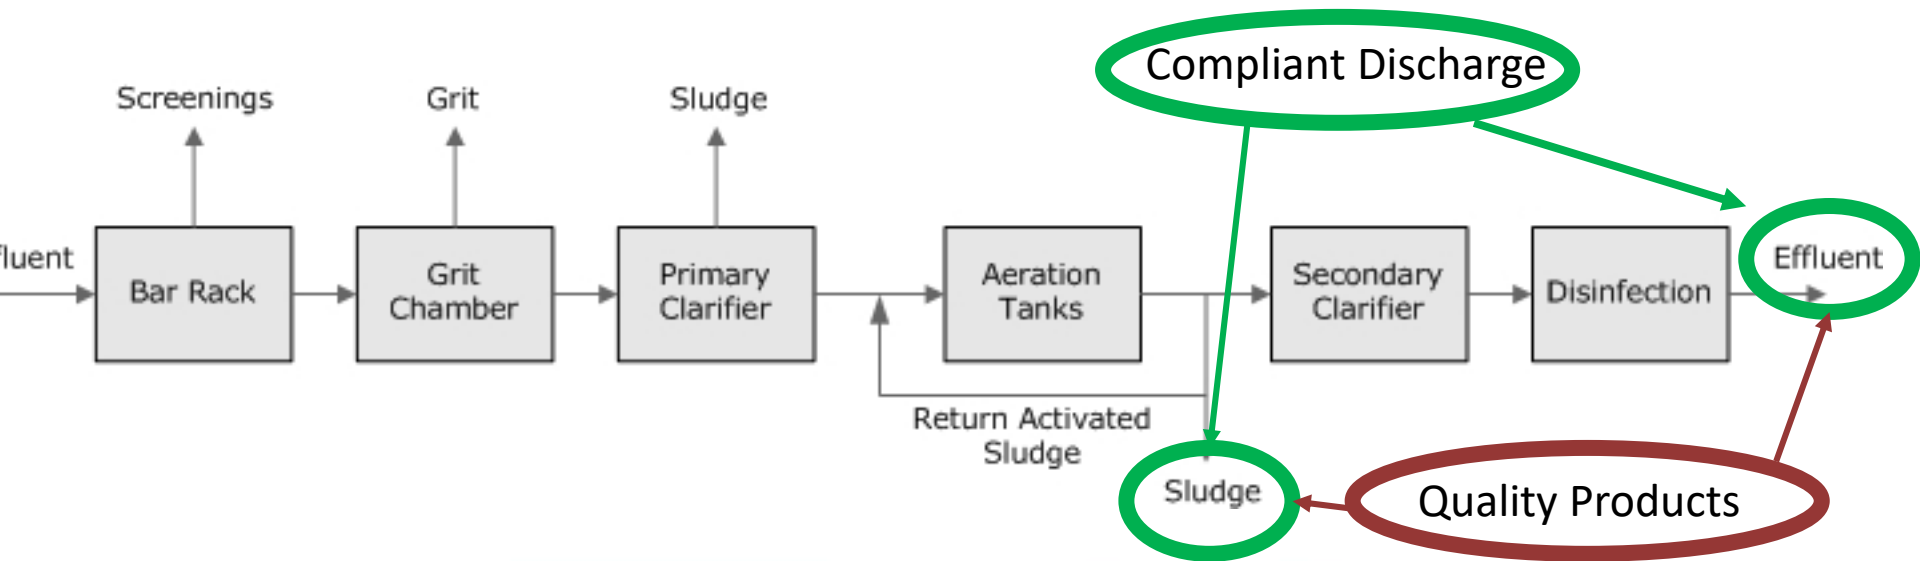 Compliant Discharge
Screenings
Grit
Sludge
fluent
Bar Rack
Grit
Chamber
Primary
Clarifier
Aeration
Tanks
Secondary
Clarifier
Disinfection
Effluent
Return Activated
Sludge
Sludge
Quality Products